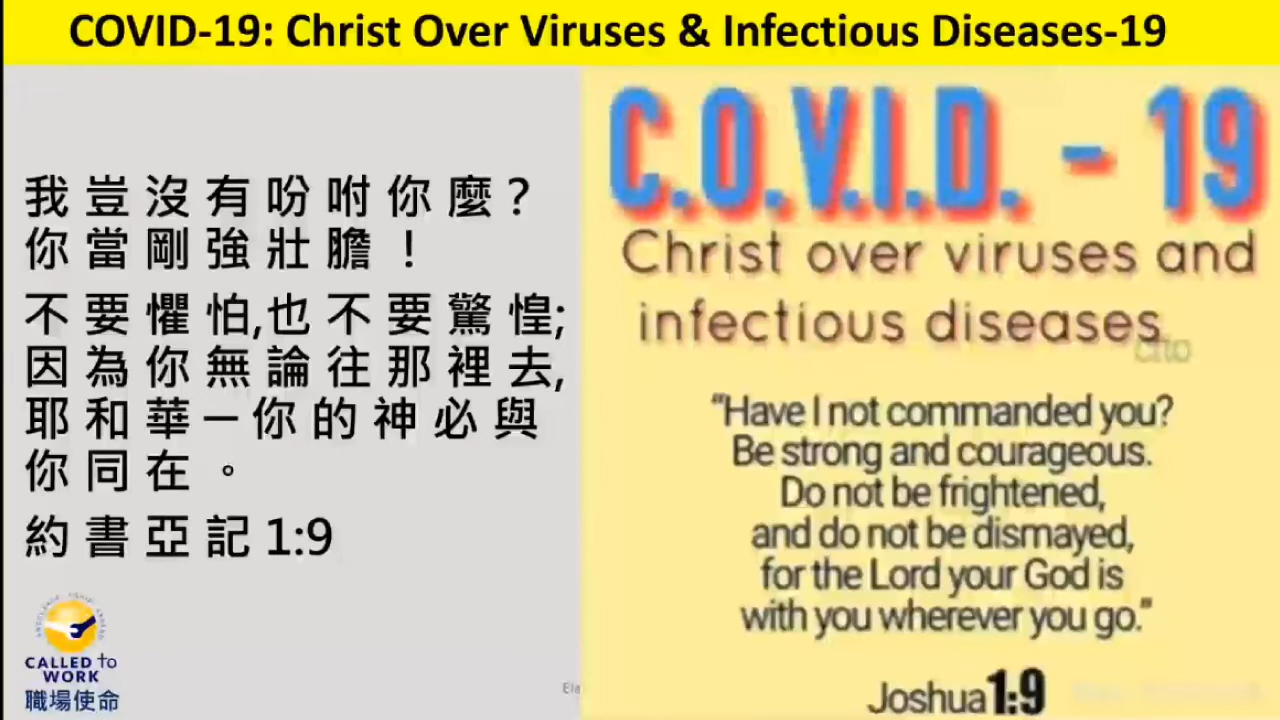 COVID-19: Christ Over Viruses & Infectious Diseases-19
我豈沒有吩咐你麼?
你當剛強壯膽!
不要懼怕,也不要驚惶;
因為你無論往那裡去,
耶和華─你的神必與
你同在。
約書亞記1:9
CALLED to
WORK
職場使命
C.O.V.I.D. - 19
Christ over viruses and
infectious diseases
"Have I not commanded you?
Be strong and courageous.
Do not be frightened,
and do not be dismayed,
for the Lord your God is
with you wherever you go."
Joshua 1:9